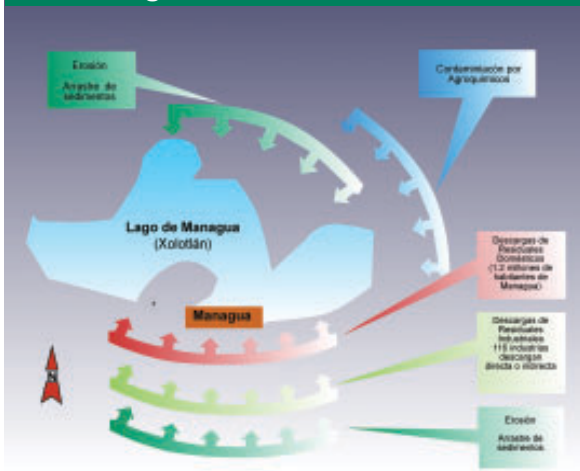 Erosión
Arrastre de
sedimentos
Contaminación por
Agroquímicos
Lago de Managua
(Xolotlán)
Managua
Descargas de
Residuales
Domésticos
(1.2 millones de
habitantes de
Managua)
Descargas de
Residuales
Industriales
industrias
descargan
directa o indirecta
N
Erosión
Arrastre de
sedimentos